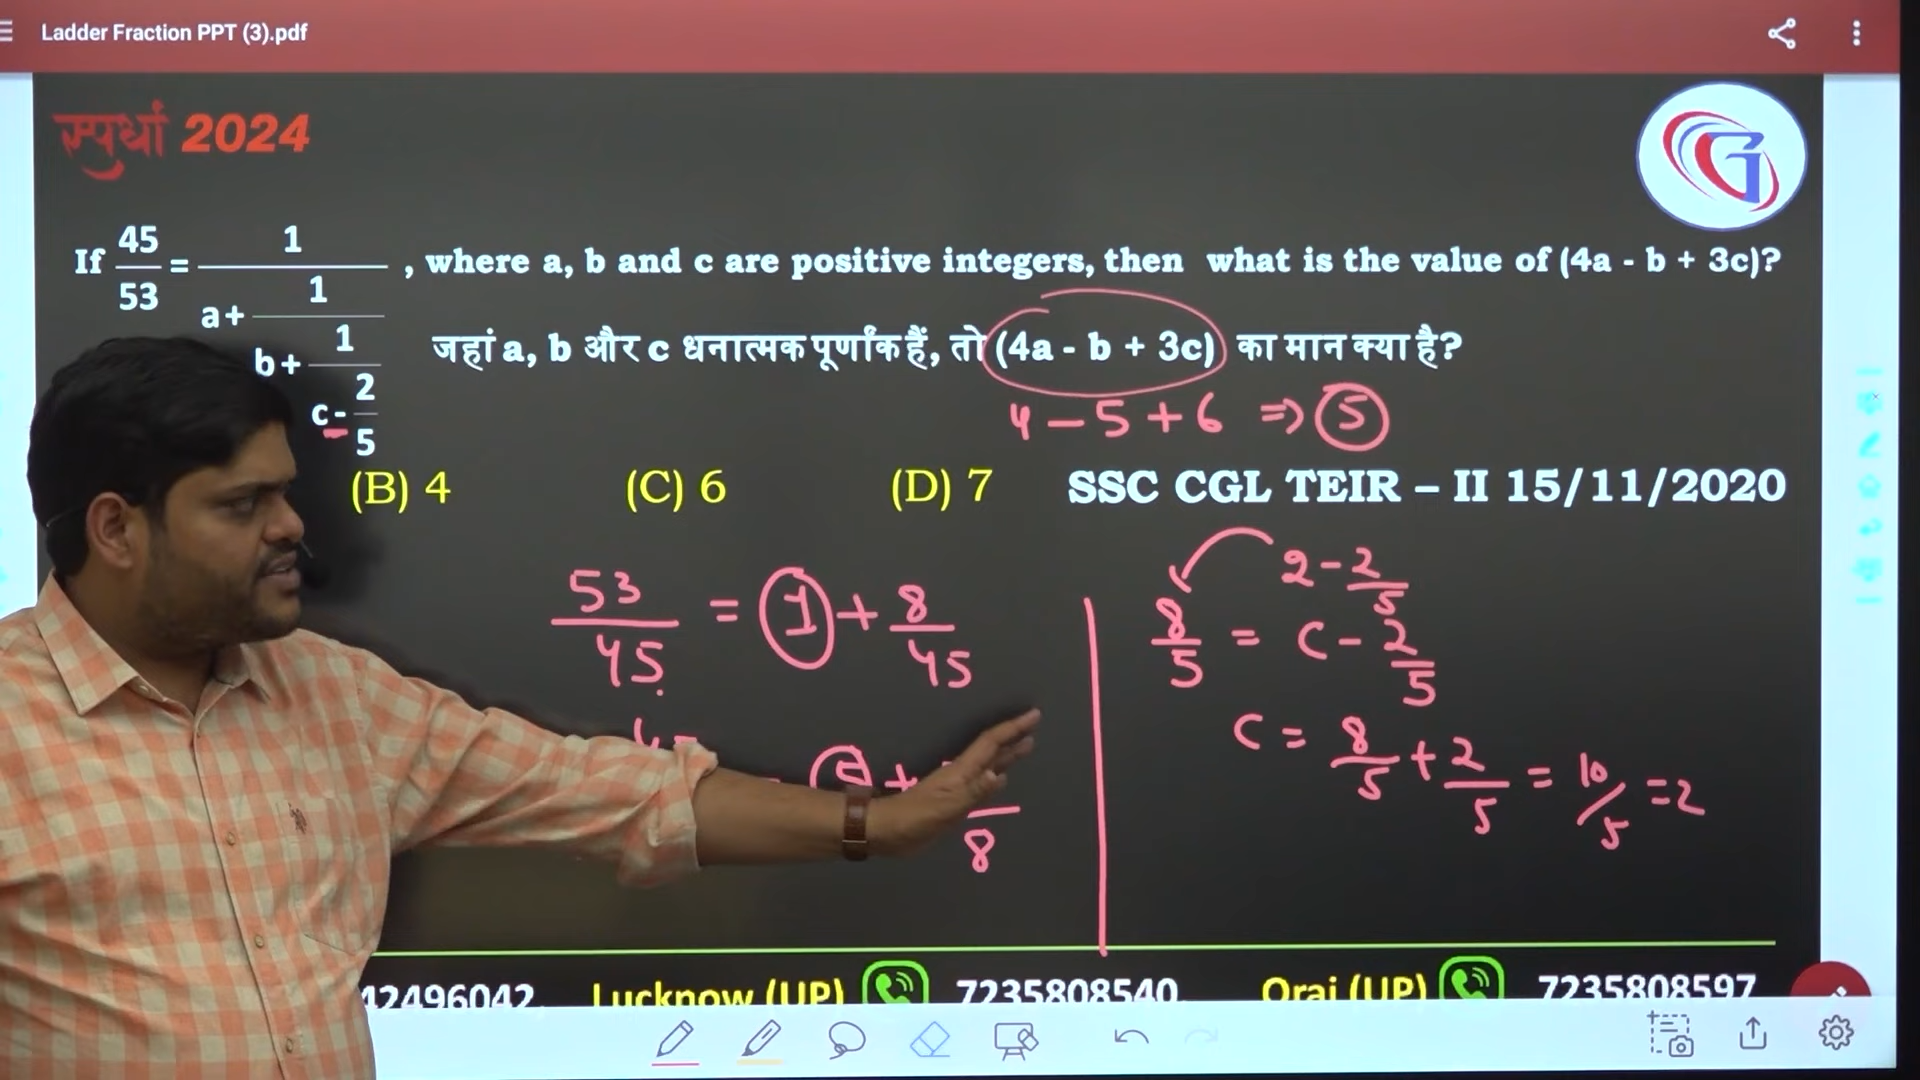 Ladder Fraction PPT (3).pdf
स्पर्धा 2024
G
If 45/53 = 1/(a+ 1/(b+ 1/(c- 2/5))) , where a, b and c are positive integers, then what is the value of (4a - b + 3c)?
जहां a, b और c धनात्मक पूर्णांक हैं, तो (4a - b + 3c) का मान क्या है?
4 - 5 + 6 ⇒ 5
(B) 4 (C) 6 (D) 7 SSC CGL TEIR – II 15/11/2020
53/45 = 1 + 8/45
2 - 2/5
8/5 = c - 2/5
c = 8/5 + 2/5 = 10/5 = 2
+
8
42496042, Lucknow (UP) 7235808540, Orai (UP) 7235808597